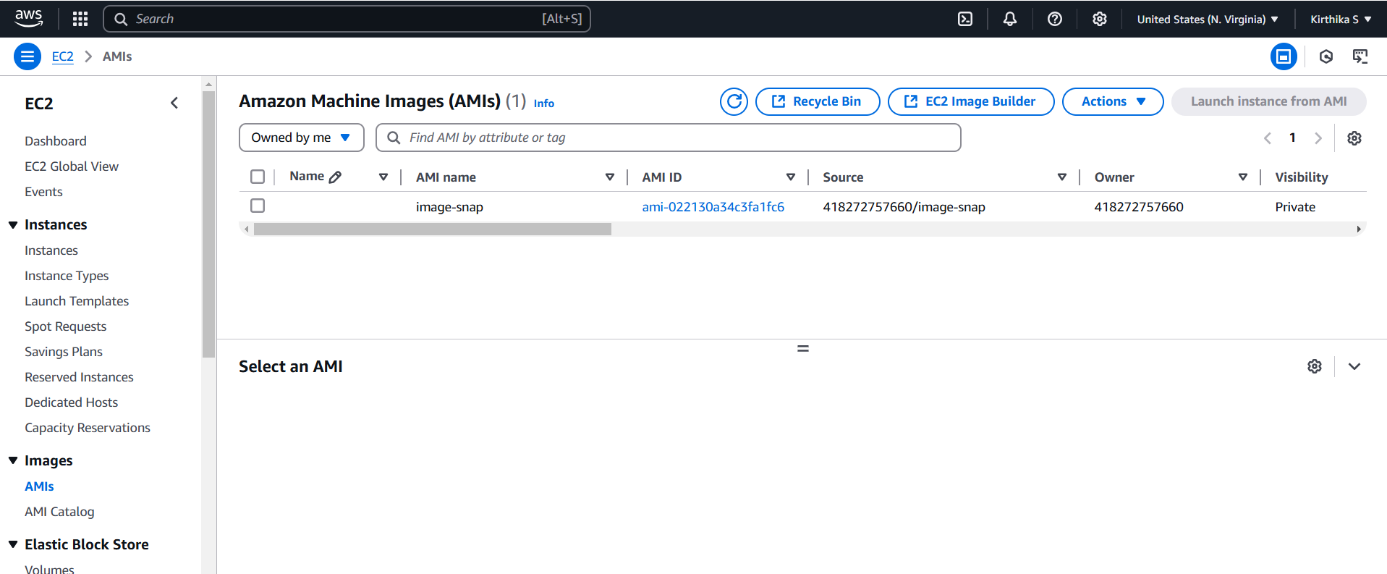 aws Search [Alt+S] United States (N. Virginia) Kirthika S
EC2 > AMIs
EC2
Dashboard
EC2 Global View
Events
Instances
Instances
Instance Types
Launch Templates
Spot Requests
Savings Plans
Reserved Instances
Dedicated Hosts
Capacity Reservations
Images
AMIs
AMI Catalog
Elastic Block Store
Volumes
Amazon Machine Images (AMIs) (1) Info Recycle Bin EC2 Image Builder Actions Launch instance from AMI
Owned by me Find AMI by attribute or tag 1
Name AMI name AMI ID Source Owner Visibility
image-snap ami-022130a34c3fa1fc6 418272757660/image-snap 418272757660 Private
Select an AMI